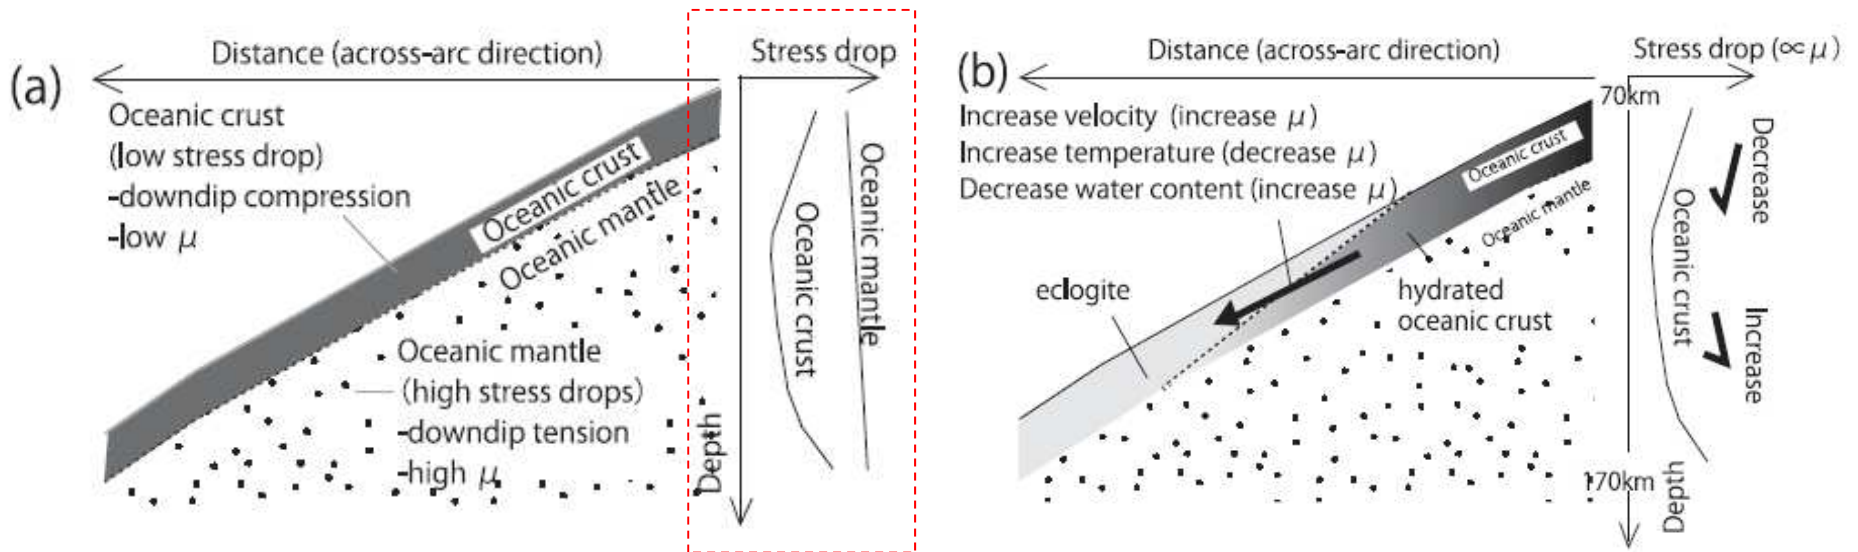 (a)
Distance (across-arc direction)
Stress drop
Oceanic crust
(low stress drop)
-downdip compression
-low μ
Oceanic crust
Oceanic mantle
Oceanic mantle
(high stress drops)
-downdip tension
-high μ
Oceanic crust
Oceanic mantle
Depth
(b)
Distance (across-arc direction)
Stress drop (∝ μ)
70km
Increase velocity (increase μ)
Increase temperature (decrease μ)
Decrease water content (increase μ)
Oceanic crust
Oceanic mantle
eclogite
hydrated
oceanic crust
Oceanic crust
Decrease
Increase
170km
Depth